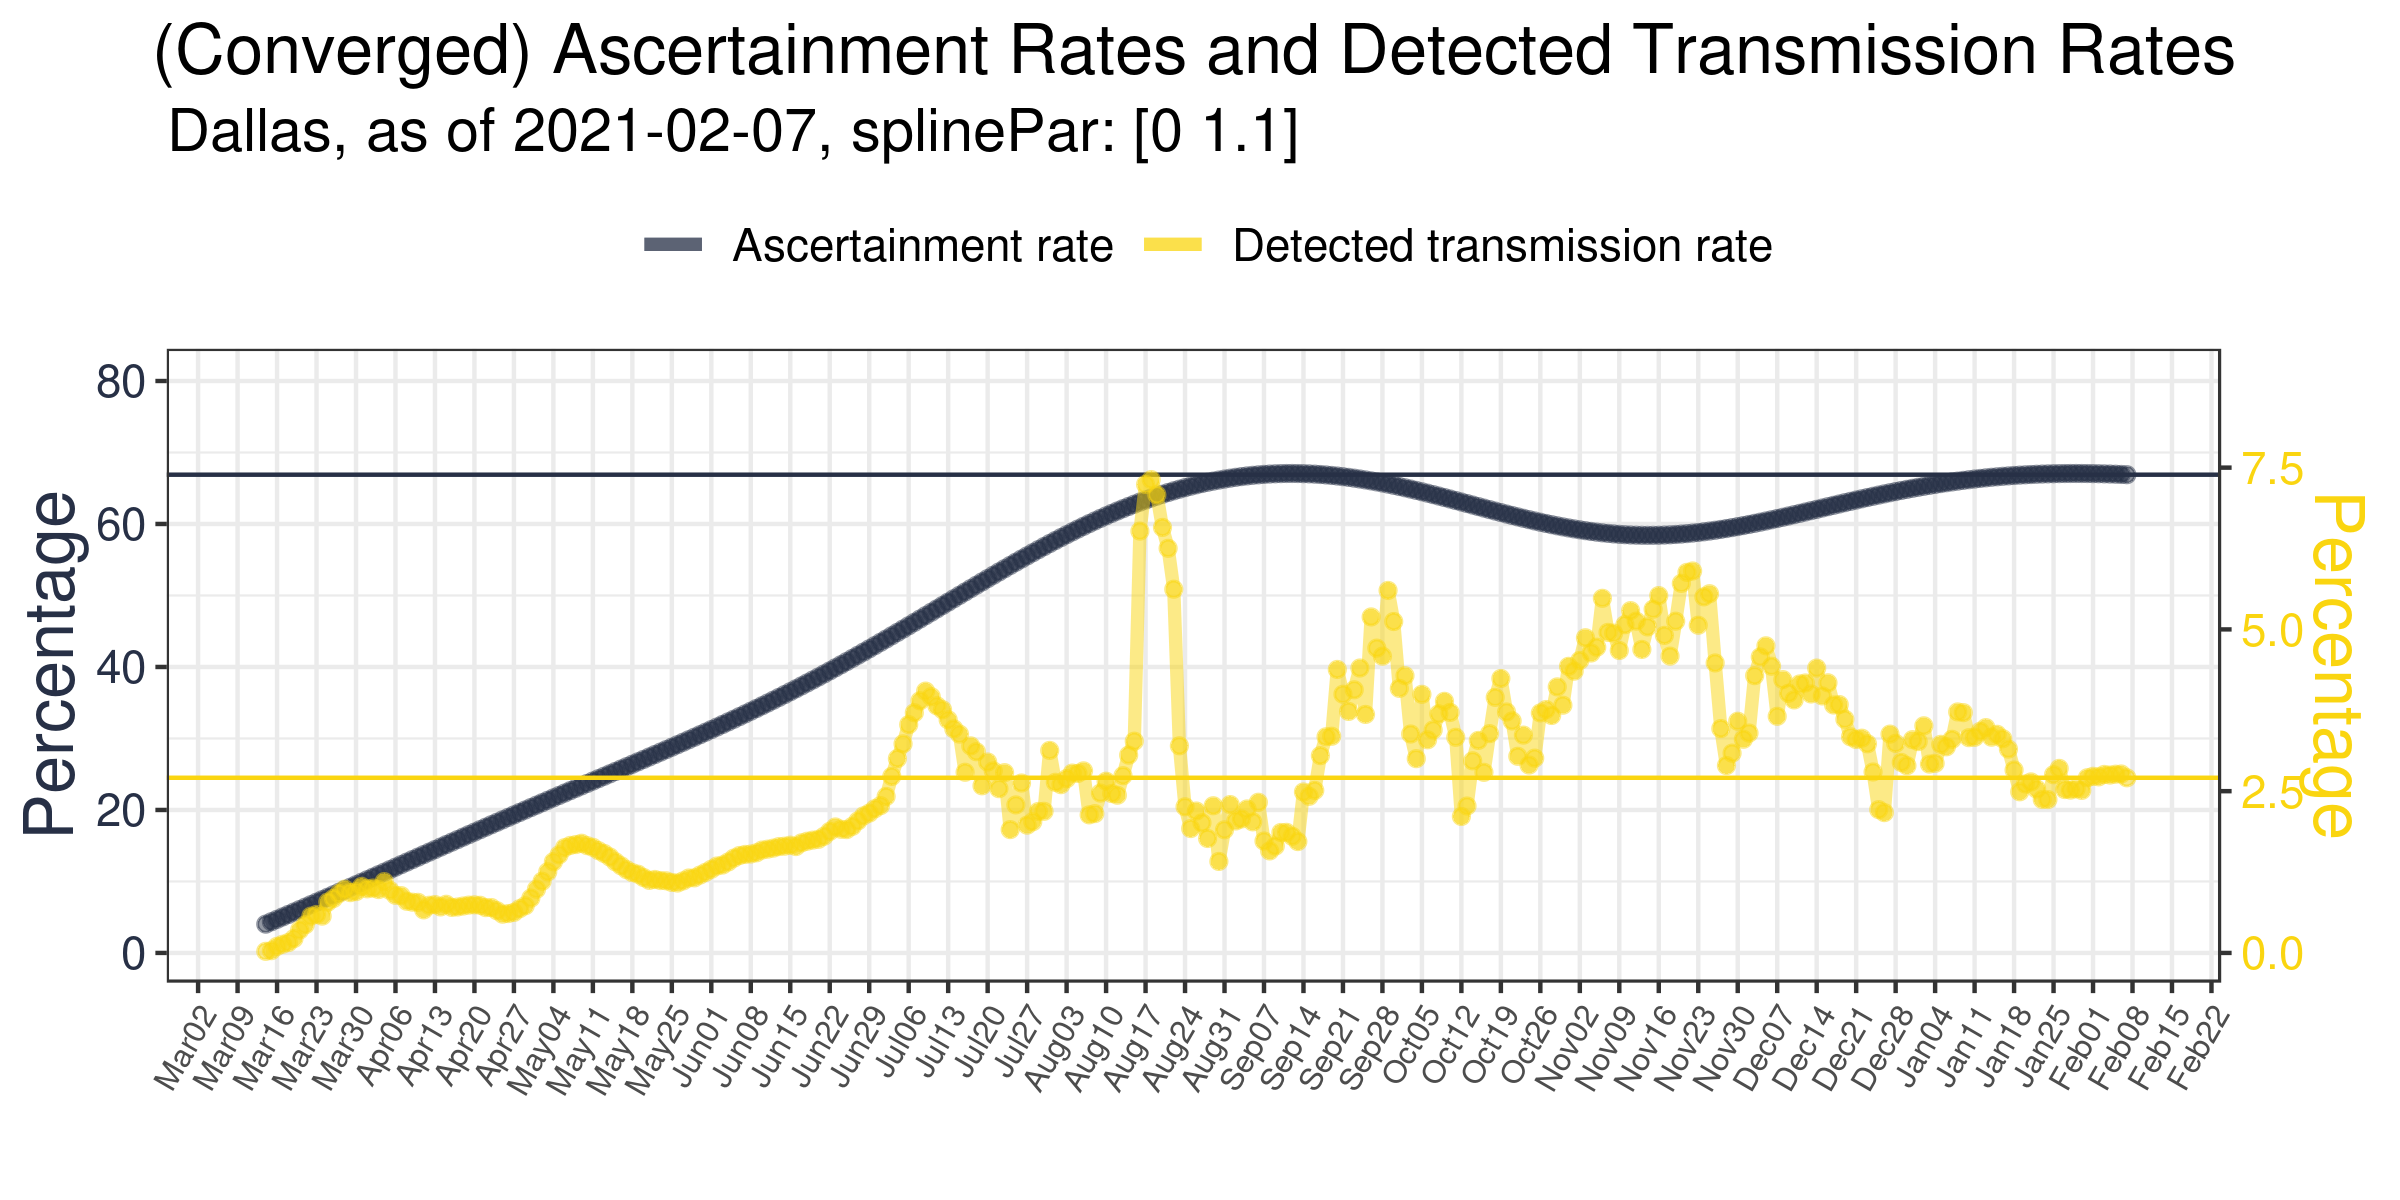 (Converged) Ascertainment Rates and Detected Transmission Rates
Dallas, as of 2021-02-07, splinePar: [0 1.1]
Ascertainment rate
Detected transmission rate
Percentage
80
60
40
20
0
7.5
5.0
2.5
0.0
Percentage
Mar02
Mar09
Mar16
Mar23
Mar30
Apr06
Apr13
Apr20
Apr27
May04
May11
May18
May25
Jun01
Jun08
Jun15
Jun22
Jun29
Jul06
Jul13
Jul20
Jul27
Aug03
Aug10
Aug17
Aug24
Aug31
Sep07
Sep14
Sep21
Sep28
Oct05
Oct12
Oct19
Oct26
Nov02
Nov09
Nov16
Nov23
Nov30
Dec07
Dec14
Dec21
Dec28
Jan04
Jan11
Jan18
Jan25
Feb01
Feb08
Feb15
Feb22